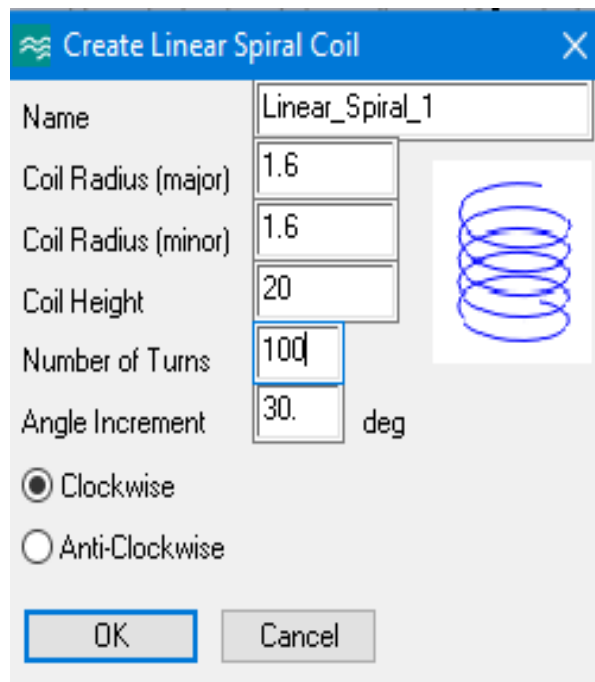 Create Linear Spiral Coil
Name Linear_Spiral_1
Coil Radius (major) 1.6
Coil Radius (minor) 1.6
Coil Height 20
Number of Turns 100
Angle Increment 30. deg
Clockwise
Anti-Clockwise
OK Cancel